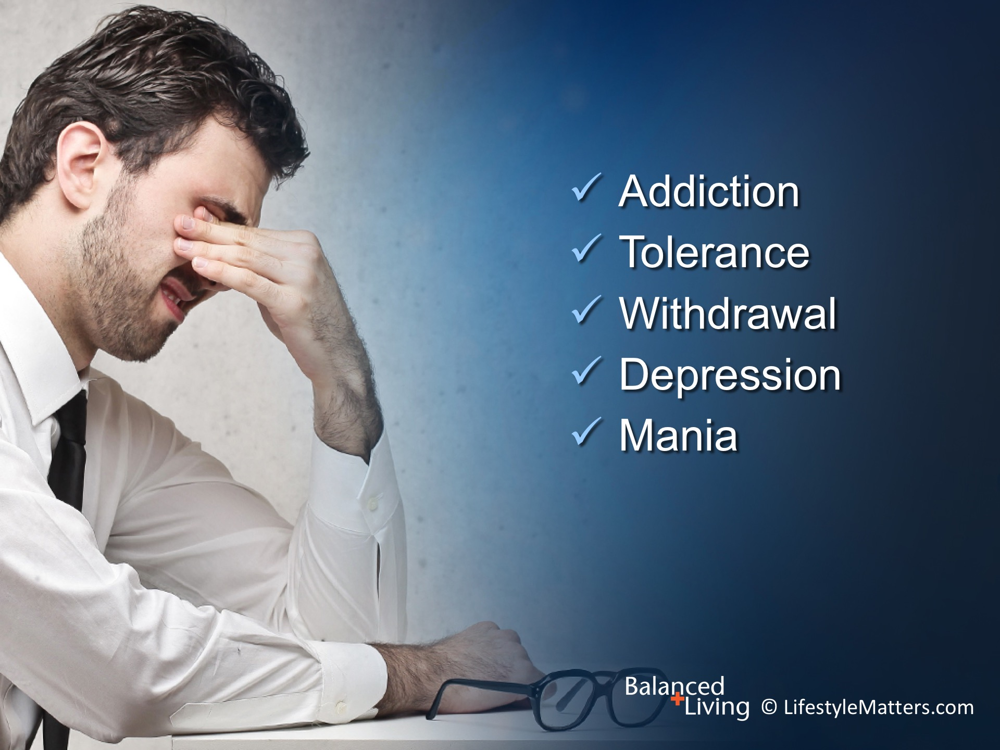 ✓ Addiction
✓ Tolerance
✓ Withdrawal
✓ Depression
✓ Mania
Balanced
+Living © LifestyleMatters.com